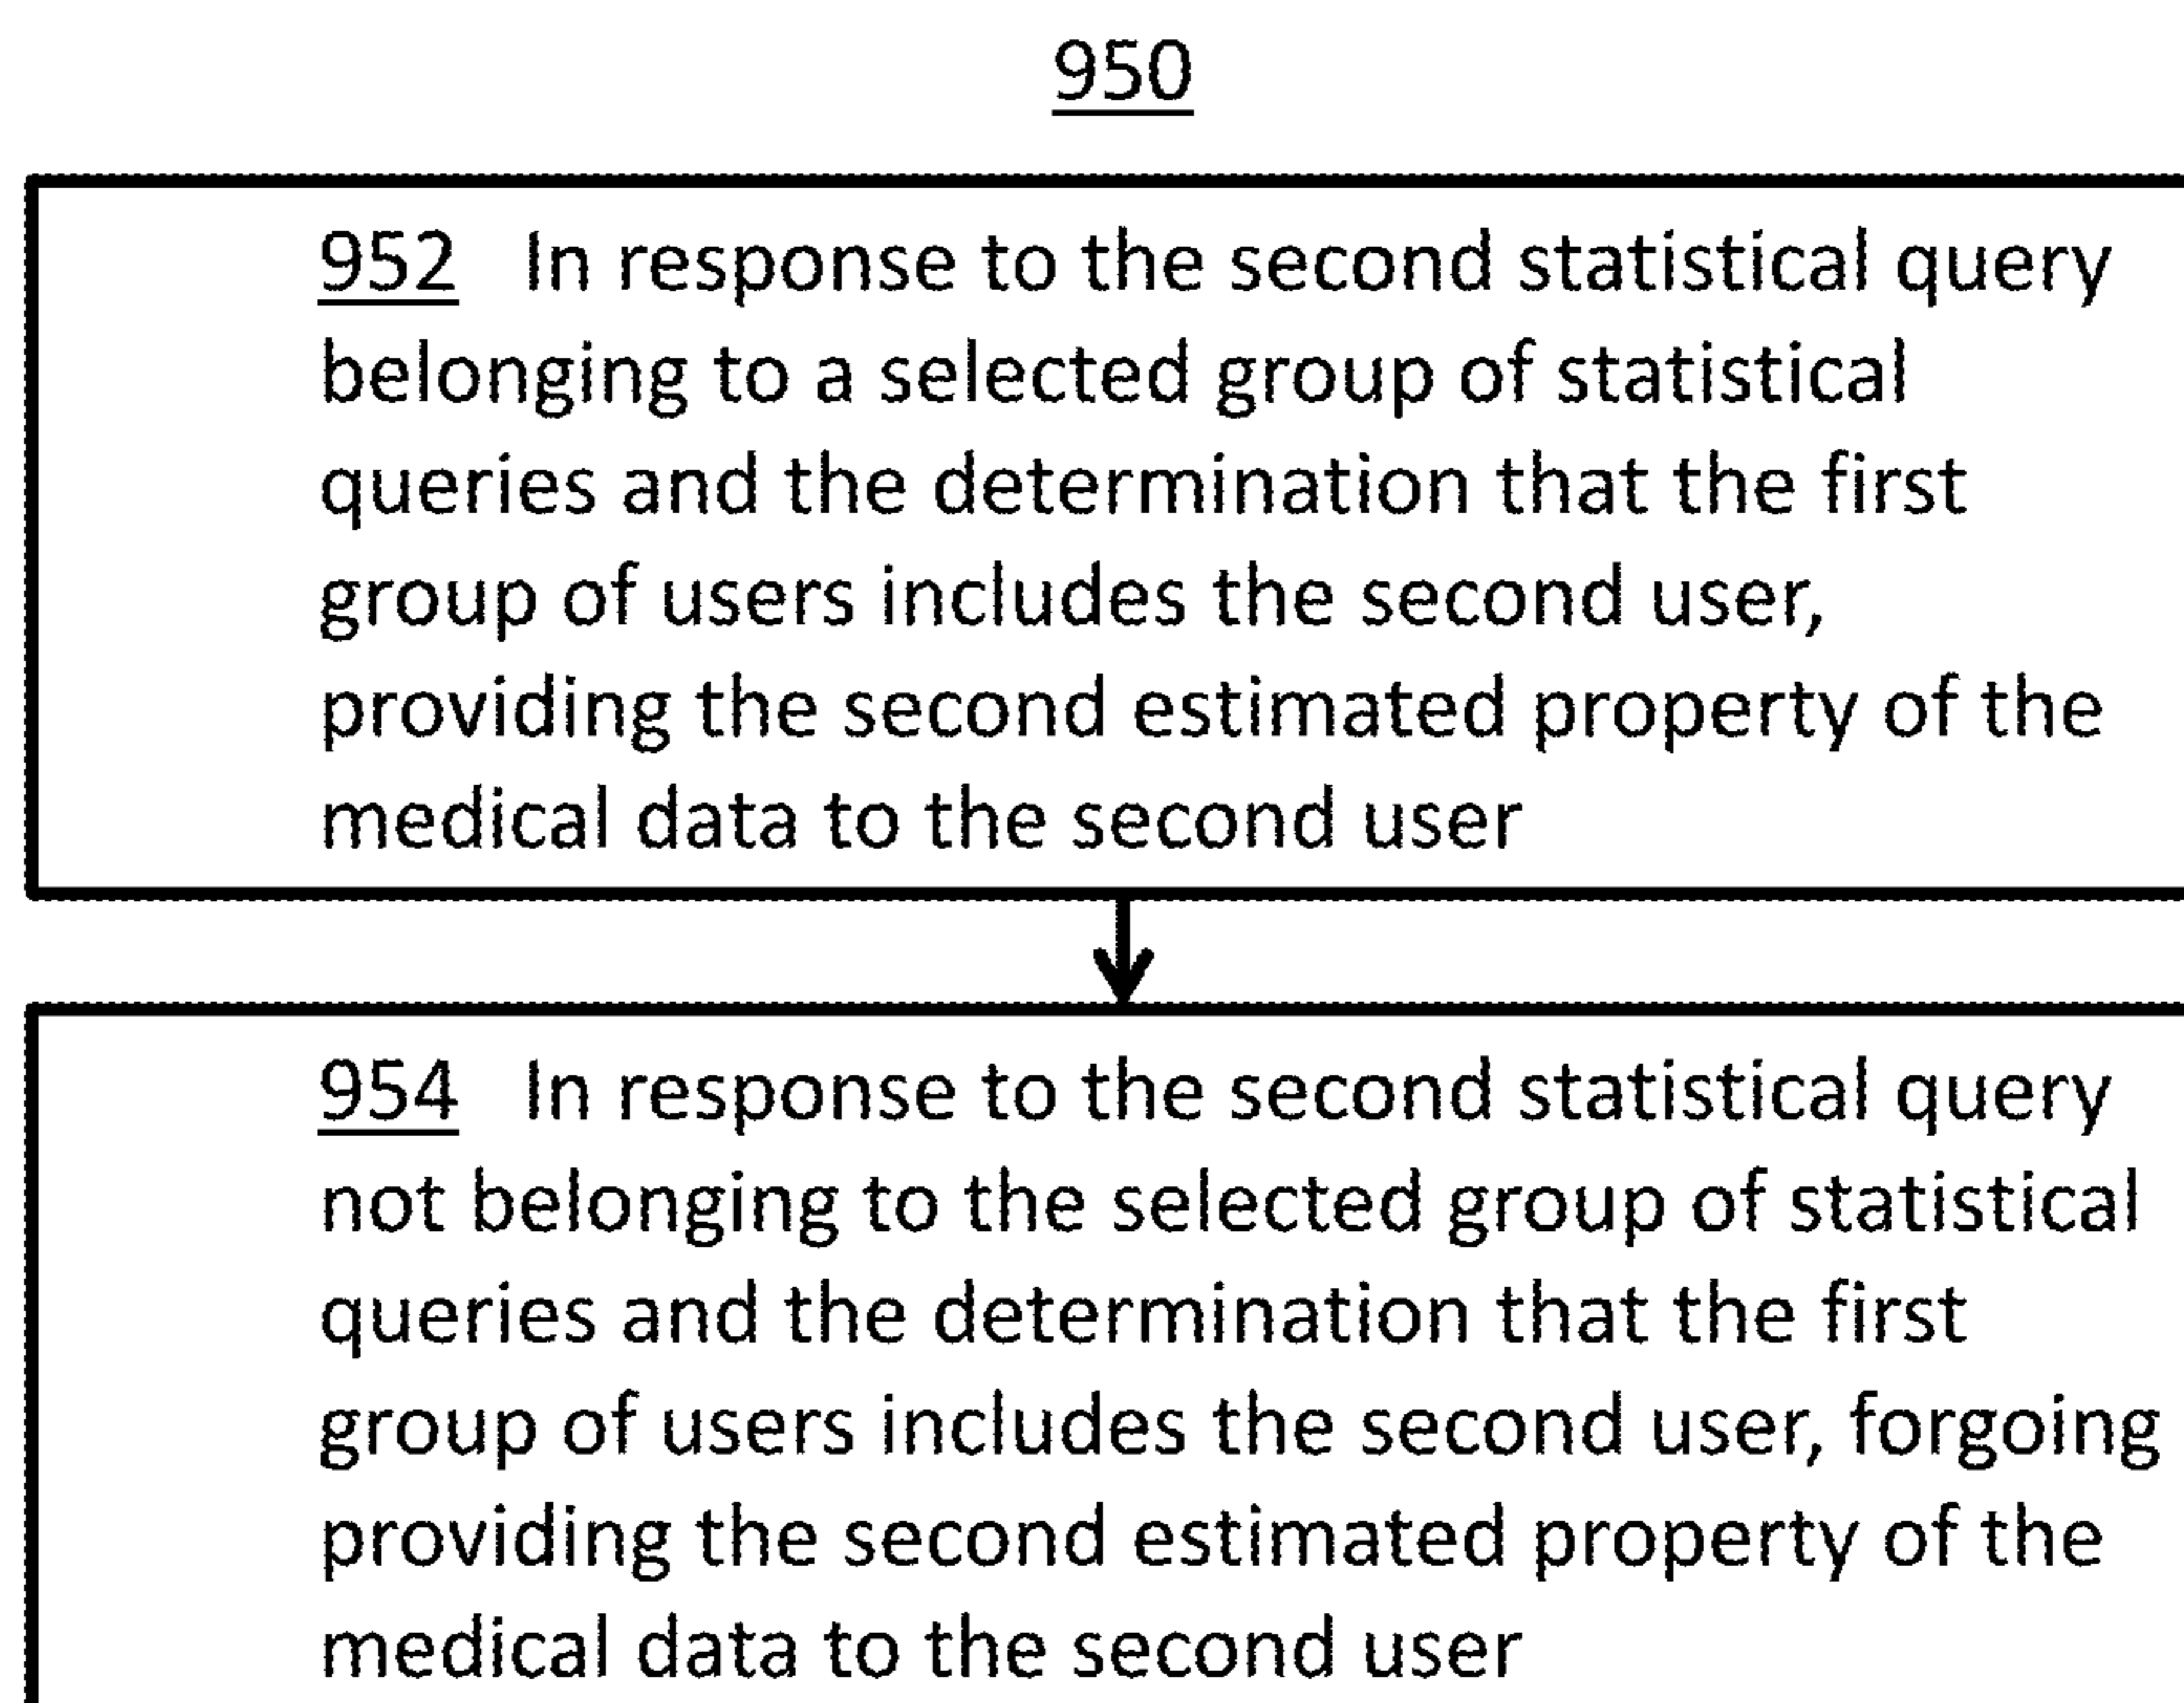 950
952 In response to the second statistical query
belonging to a selected group of statistical
queries and the determination that the first
group of users includes the second user,
providing the second estimated property of the
medical data to the second user
954 In response to the second statistical query
not belonging to the selected group of statistical
queries and the determination that the first
group of users includes the second user, forgoing
providing the second estimated property of the
medical data to the second user